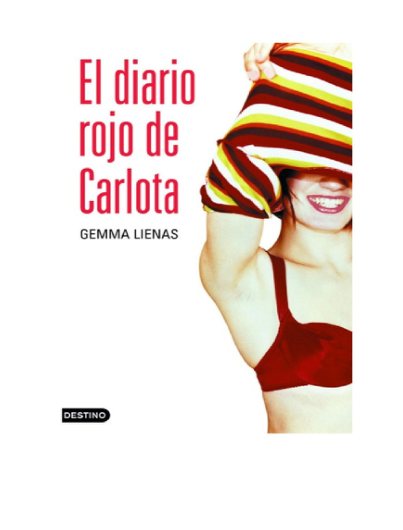 El diario
rojo de
Carlota
GEMMA LIENAS
DESTINO